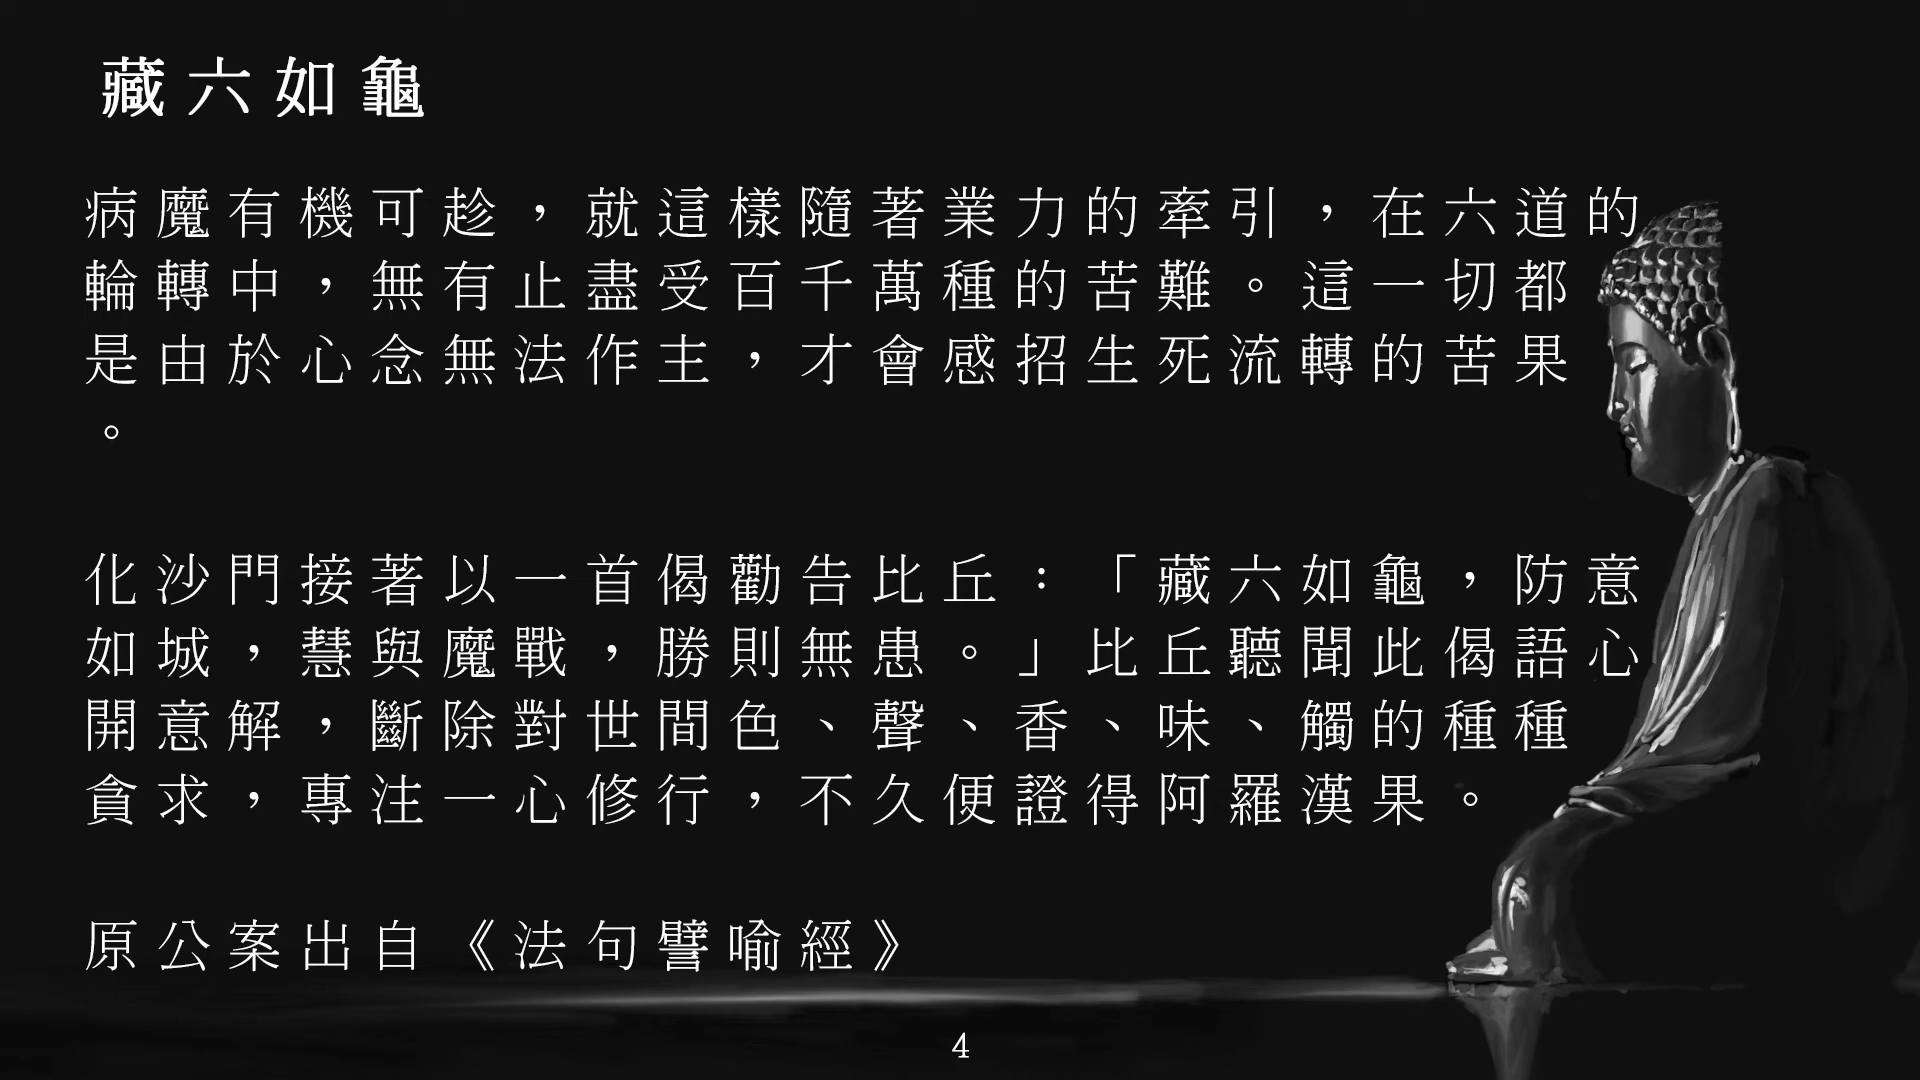 藏六如龜
病魔有機可趁，就這樣隨著業力的牽引，在六道的
輪轉中，無有止盡受百千萬種的苦難。這一切都
是由於心念無法作主，才會感招生死流轉的苦果
。
化沙門接著以一首偈勸告比丘：「藏六如龜，防意
如城，慧與魔戰，勝則無患。」比丘聽聞此偈語心
開意解，斷除對世間色、聲、香、味、觸的種種
貪求，專注一心修行，不久便證得阿羅漢果。
原公案出自《法句譬喻經》
4